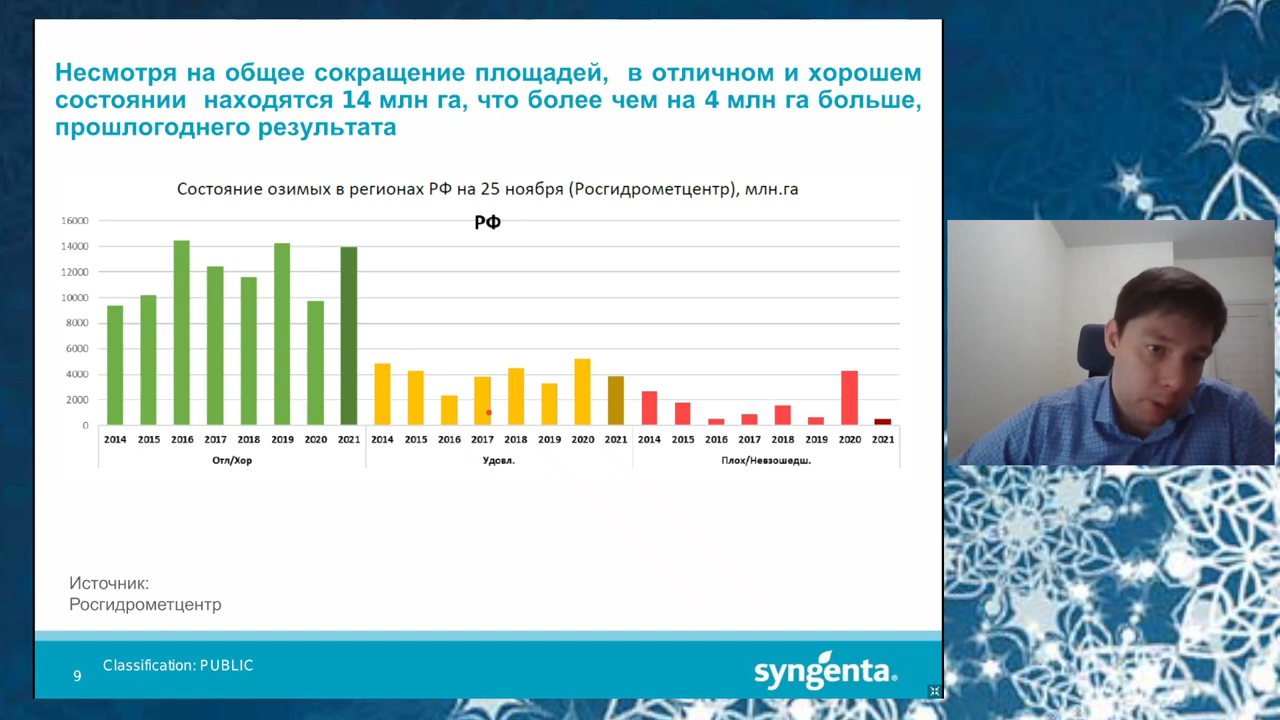 Несмотря на общее сокращение площадей, в отличном и хорошем
состоянии находятся 14 млн га, что более чем на 4 млн га больше,
прошлогоднего результата
Состояние озимых в регионах РФ на 25 ноября (Росгидрометцентр), млн.га
РФ
16000
14000
12000
10000
8000
6000
4000
2000
0
2014 2015 2016 2017 2018 2019 2020 2021 2014 2015 2016 2017 2018 2019 2020 2021 2014 2015 2016 2017 2018 2019 2020 2021
Отл/Хор Удовл. Плох/Невзошедш.
Источник:
Росгидрометцентр
9 Classification: PUBLIC
syngenta